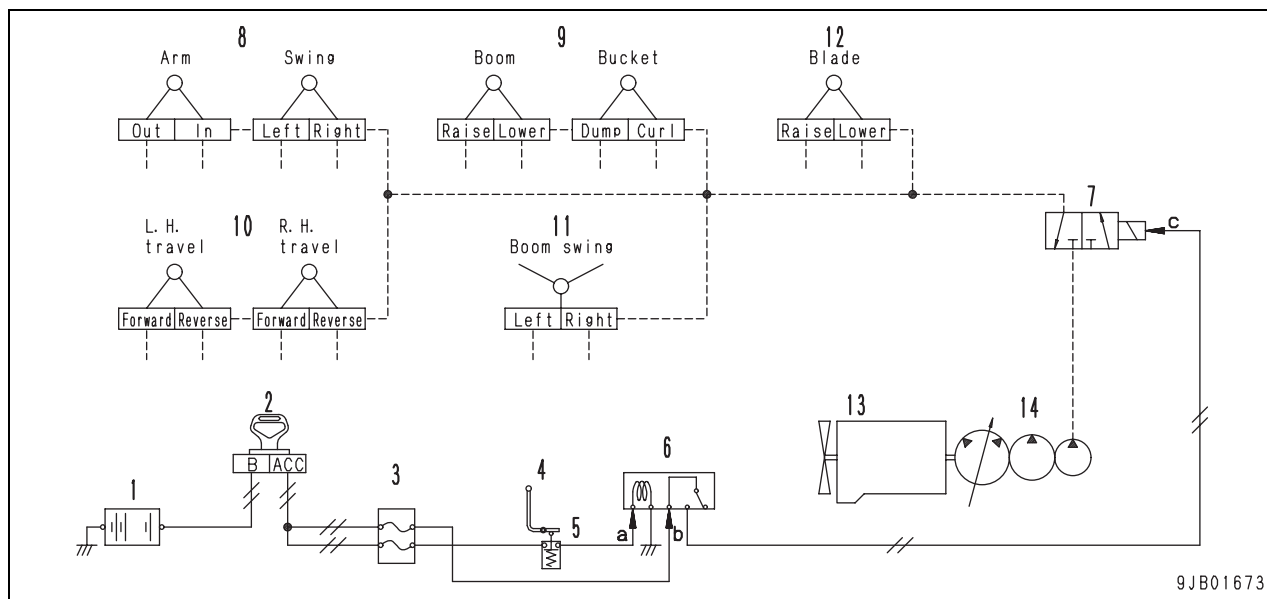 8 9 12
Arm Swing Boom Bucket Blade
Out In Left Right Raise Lower Dump Curl Raise Lower
7
10 11 c
L. H. travel R. H. travel Boom swing
Forward Reverse Forward Reverse Left Right
2 13 14
B ACC 6
1 3 4
5
a b
9JB01673